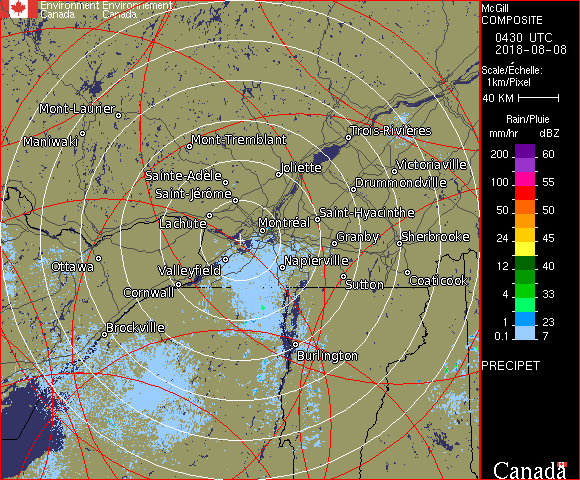 Environment Environnement
Canada Canada
McGill
COMPOSITE
0430 UTC
2018-08-08
Scale/Échelle:
1km/Pixel
40 KM
Rain/Pluie
mm/hr dBZ
200 60
100 55
50 50
24 45
12 40
4 33
1 23
0.1 7
PRECIPET
Canada
Mont-Laurier
Maniwaki
Mont-Tremblant
Trois-Rivières
Joliette
Victoriaville
Sainte-Adèle
Drummondville
Saint-Jérôme
Lachute
Saint-Hyacinthe
Montréal
Granby
Sherbrooke
Ottawa
Valleyfield
Napierville
Cornwall
Sutton
Coaticook
Brockville
Burlington